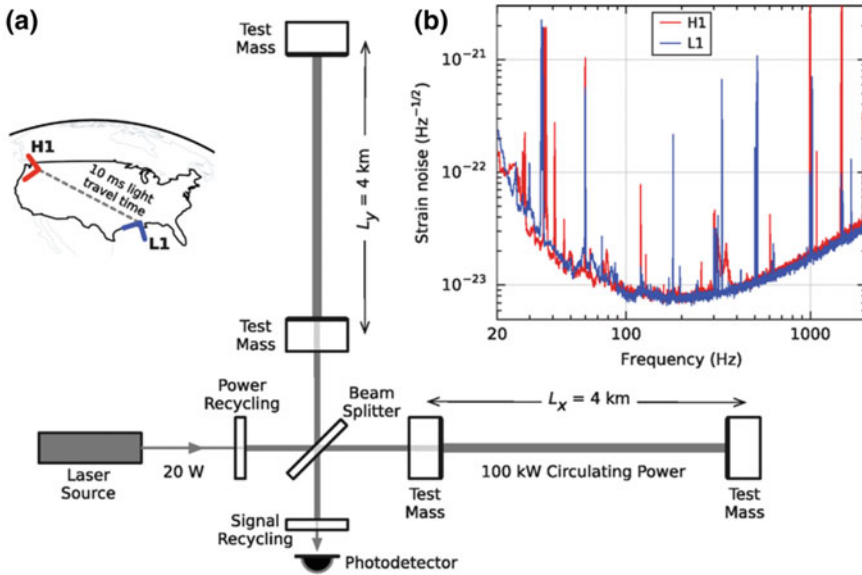 (a)
Test
Mass
H1
10 ms light
travel time
L1
Ly = 4 km
Test
Mass
Power
Recycling
Beam
Splitter
Lx = 4 km
Laser
Source
20 W
100 kW Circulating Power
Test
Mass
Test
Mass
Signal
Recycling
Photodetector
(b)
H1
L1
Strain noise (Hz⁻¹/²)
10⁻²¹
10⁻²²
10⁻²³
20
100
1000
Frequency (Hz)